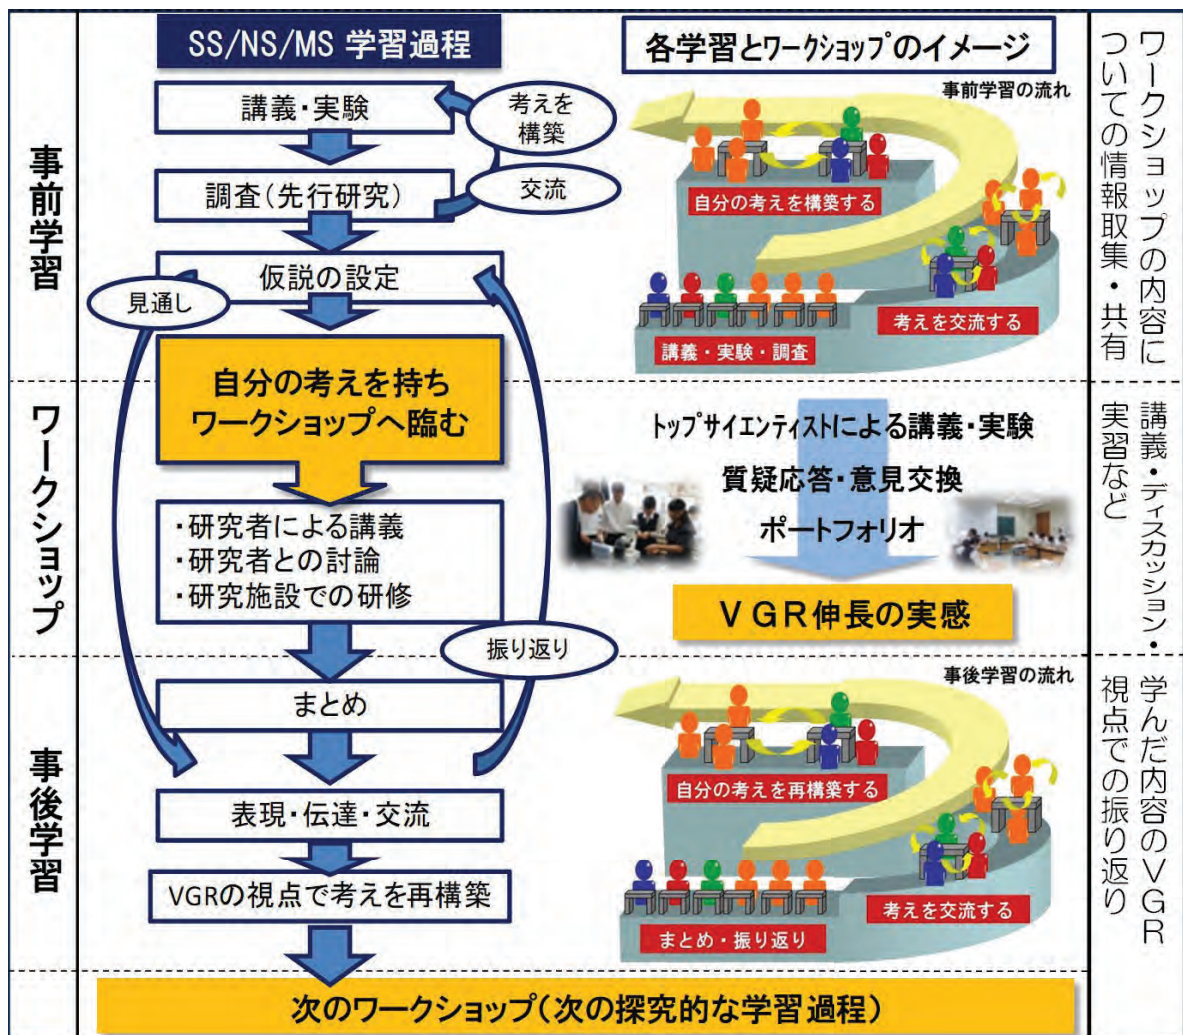 SS/NS/MS 学習過程
各学習とワークショップのイメージ
事前学習
講義・実験
考えを
構築
調査(先行研究)
交流
仮説の設定
見通し
自分の考えを持ち
ワークショップへ臨む
事前学習の流れ
自分の考えを構築する
考えを交流する
講義・実験・調査
ワークショップの内容に
ついての情報取集・共有
ワークショップ
・研究者による講義
・研究者との討論
・研究施設での研修
振り返り
トップサイエンティストによる講義・実験
質疑応答・意見交換
ポートフォリオ
VGR伸長の実感
講義・ディスカッション・
実習など
事後学習
まとめ
表現・伝達・交流
VGRの視点で考えを再構築
事後学習の流れ
自分の考えを再構築する
考えを交流する
まとめ・振り返り
学んだ内容のVGR
視点での振り返り
次のワークショップ(次の探究的な学習過程)